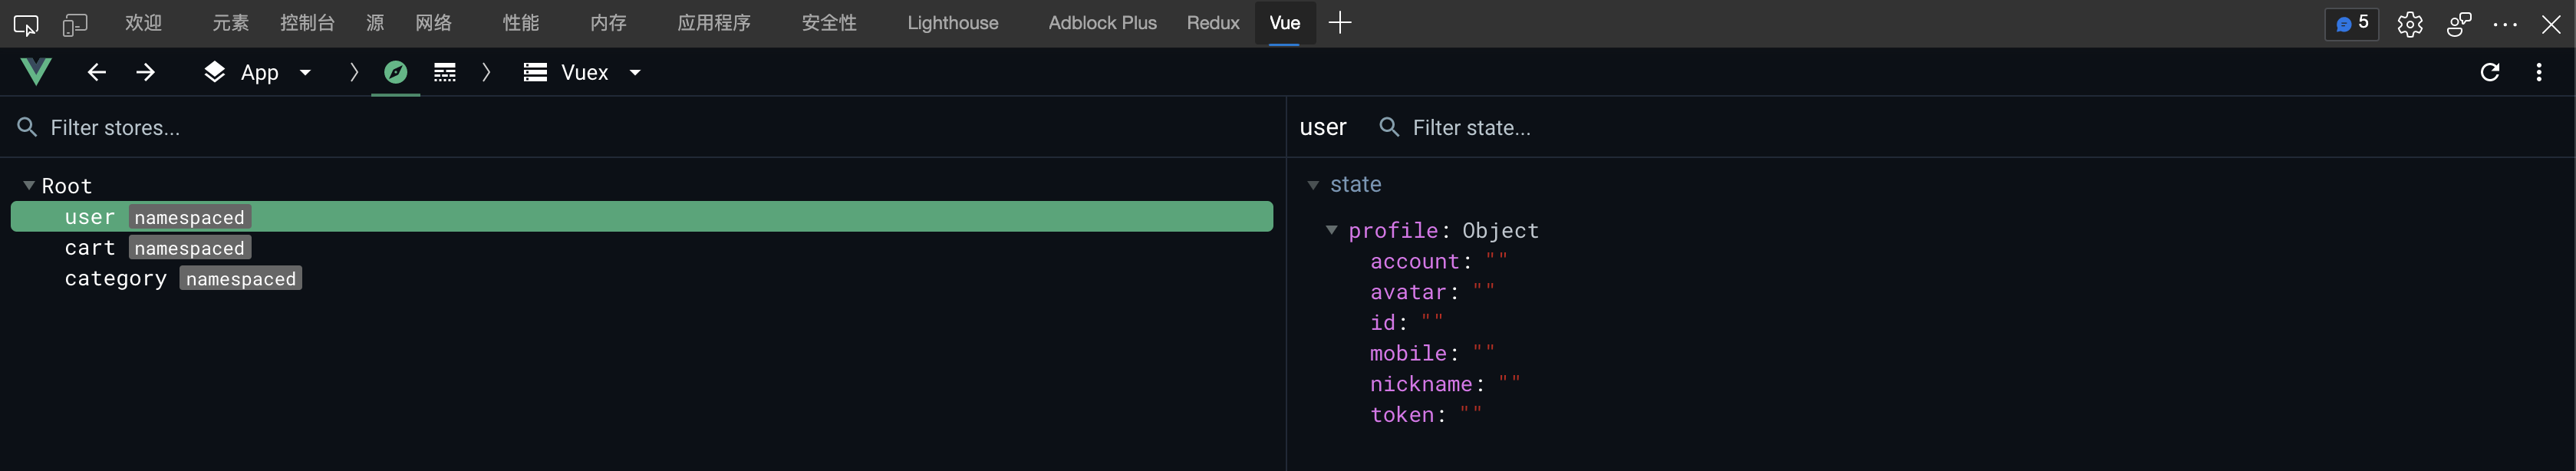 欢迎 元素 控制台 源 网络 性能 内存 应用程序 安全性 Lighthouse Adblock Plus Redux Vue 5
App Vuex
Filter stores...
user Filter state...
Root
user namespaced
cart namespaced
category namespaced
state
profile: Object
account: ""
avatar: ""
id: ""
mobile: ""
nickname: ""
token: ""